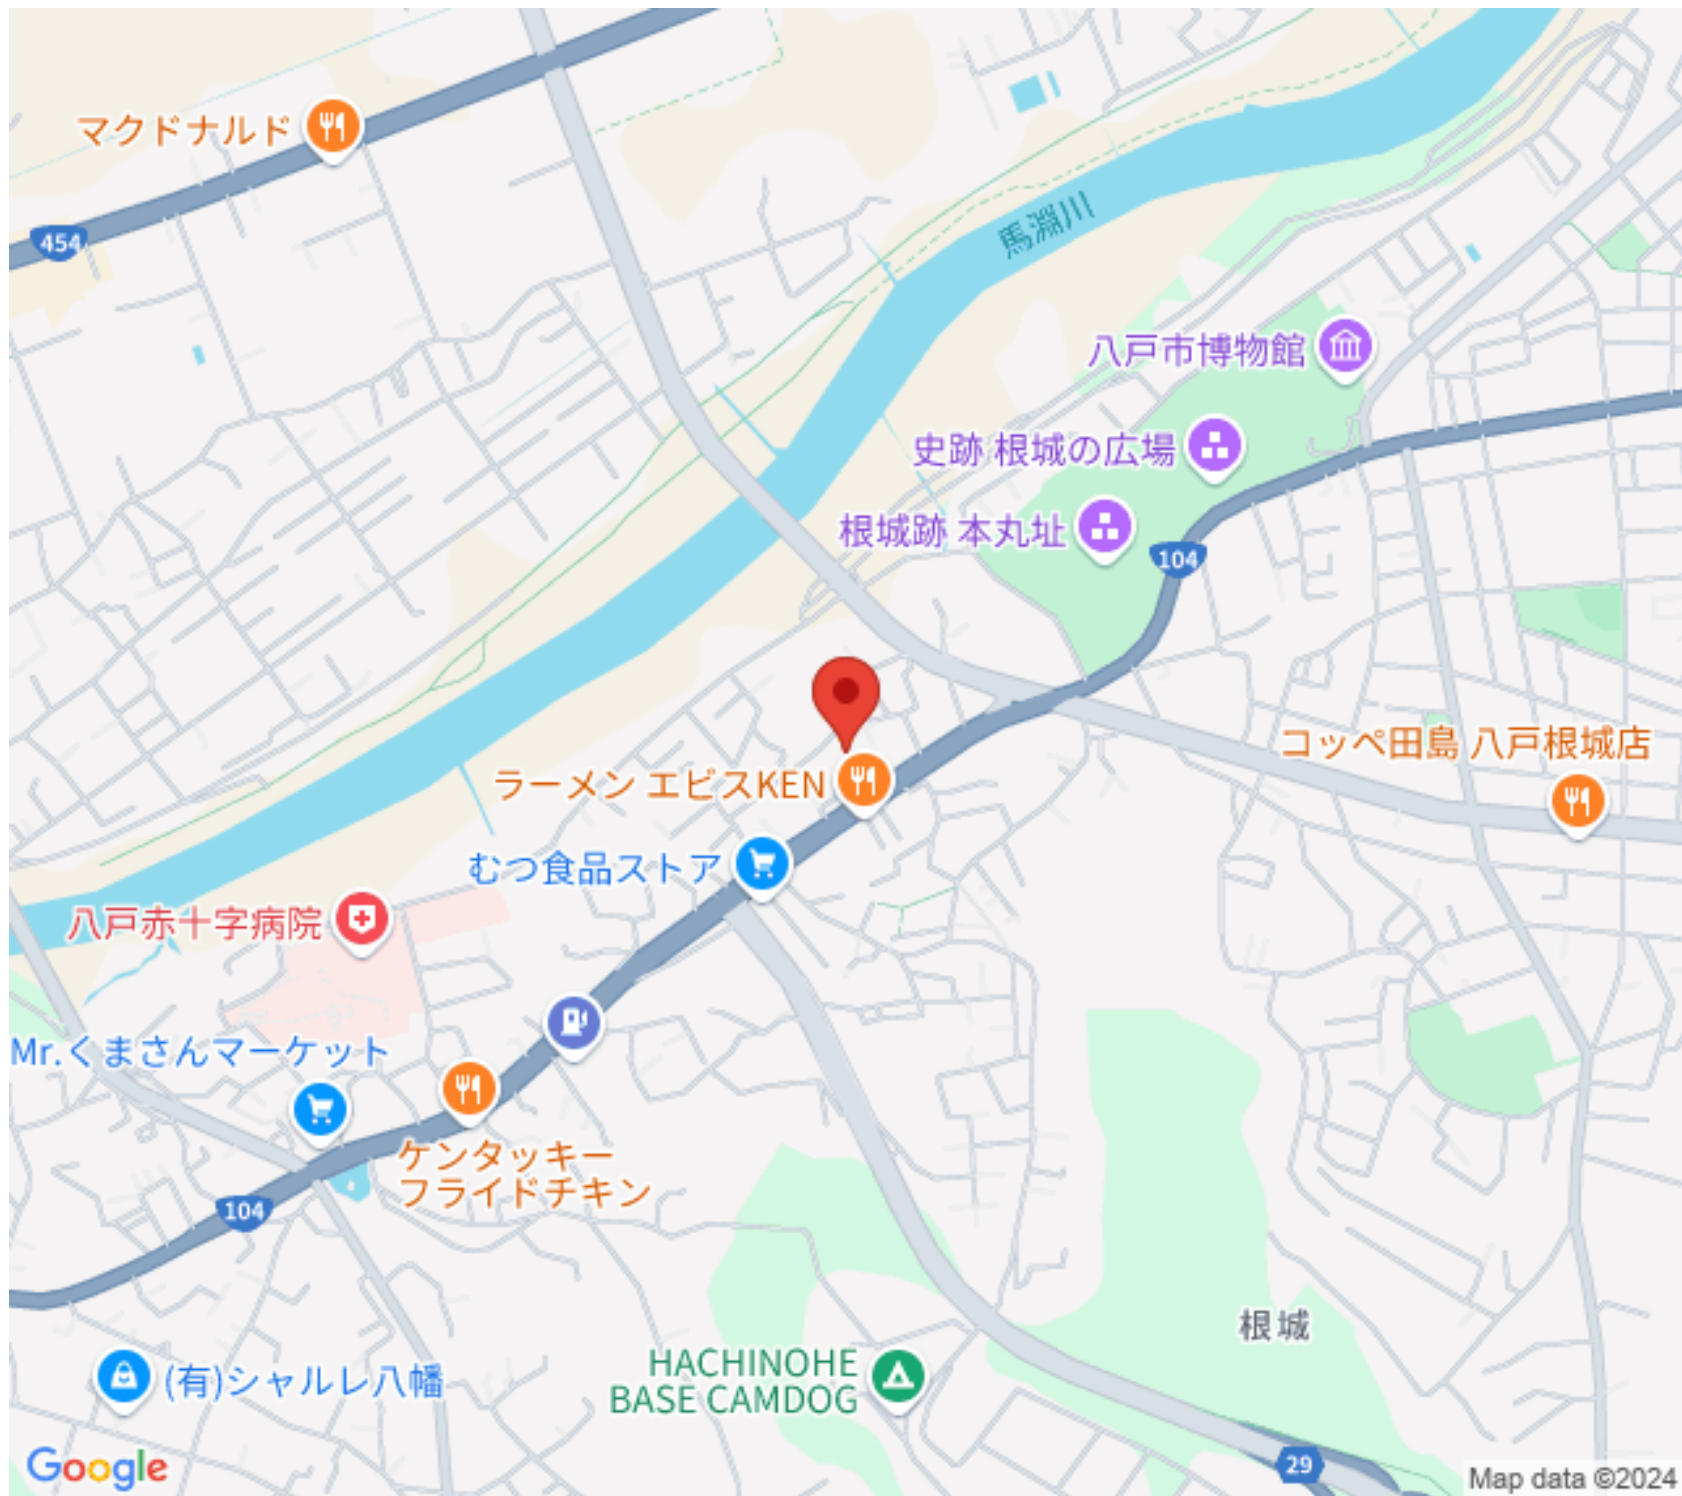 マクドナルド
454
馬淵川
八戸市博物館
史跡 根城の広場
根城跡 本丸址
104
コッペ田島 八戸根城店
ラーメン エビスKEN
むつ食品ストア
八戸赤十字病院
Mr.くまさんマーケット
ケンタッキー
フライドチキン
104
根城
HACHINOHE
BASE CAMDOG
(有)シャルレ八幡
29
Google
Map data ©2024